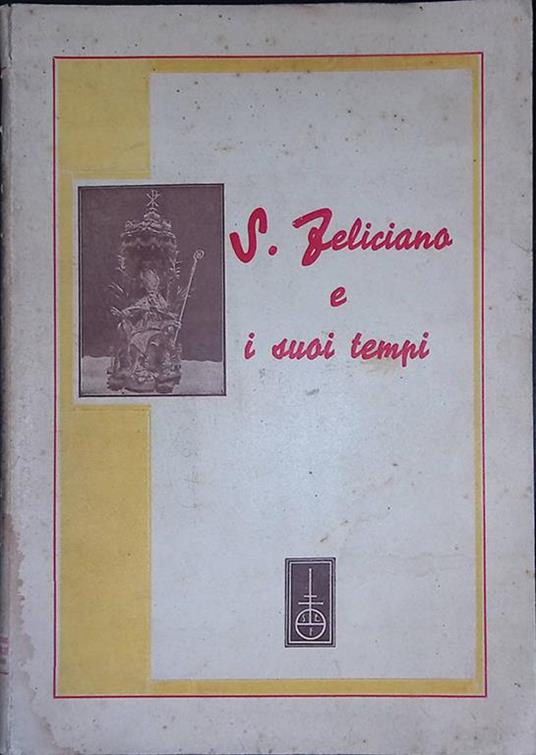 S. Feliciano
e
i suoi tempi